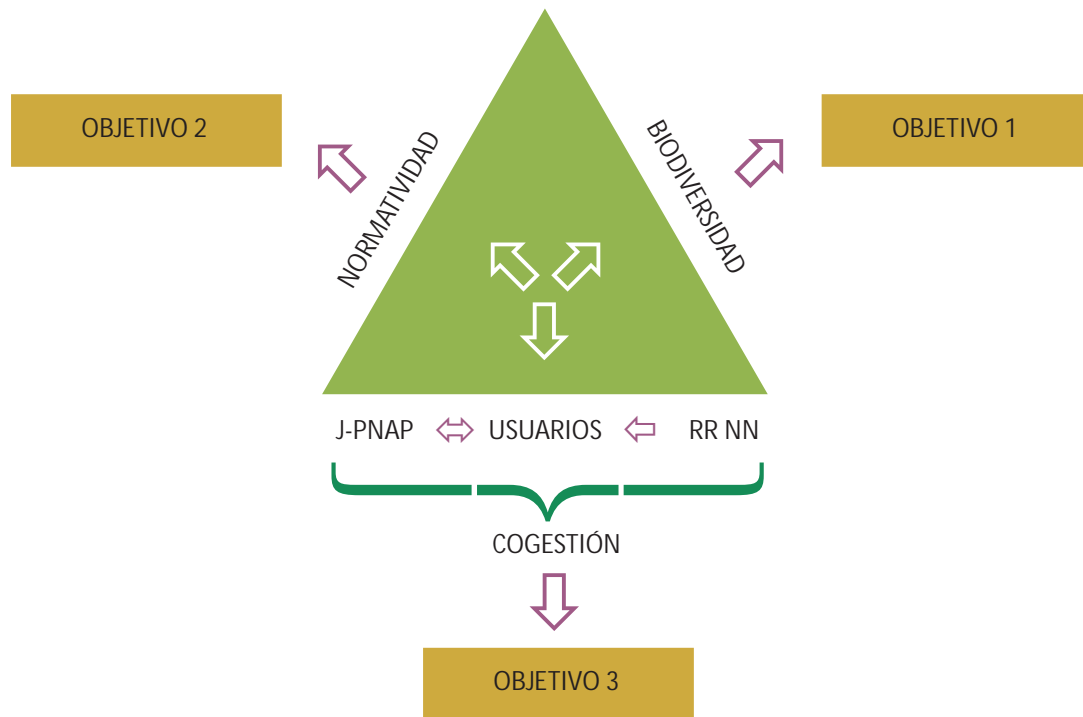 OBJETIVO 2
OBJETIVO 1
NORMATIVIDAD
BIODIVERSIDAD
J-PNAP USUARIOS RR NN
COGESTIÓN
OBJETIVO 3